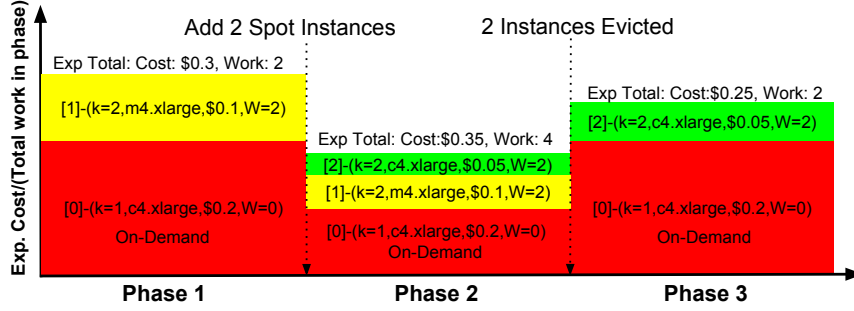 Add 2 Spot Instances
2 Instances Evicted
Exp. Cost/(Total work in phase)
Exp Total: Cost: $0.3, Work: 2
[1]-(k=2,m4.xlarge,$0.1,W=2)
[0]-(k=1,c4.xlarge,$0.2,W=0)
On-Demand
Exp Total: Cost:$0.35, Work: 4
[2]-(k=2,c4.xlarge,$0.05,W=2)
[1]-(k=2,m4.xlarge,$0.1,W=2)
[0]-(k=1,c4.xlarge,$0.2,W=0)
On-Demand
Exp Total: Cost:$0.25, Work: 2
[2]-(k=2,c4.xlarge,$0.05,W=2)
[0]-(k=1,c4.xlarge,$0.2,W=0)
On-Demand
Phase 1
Phase 2
Phase 3